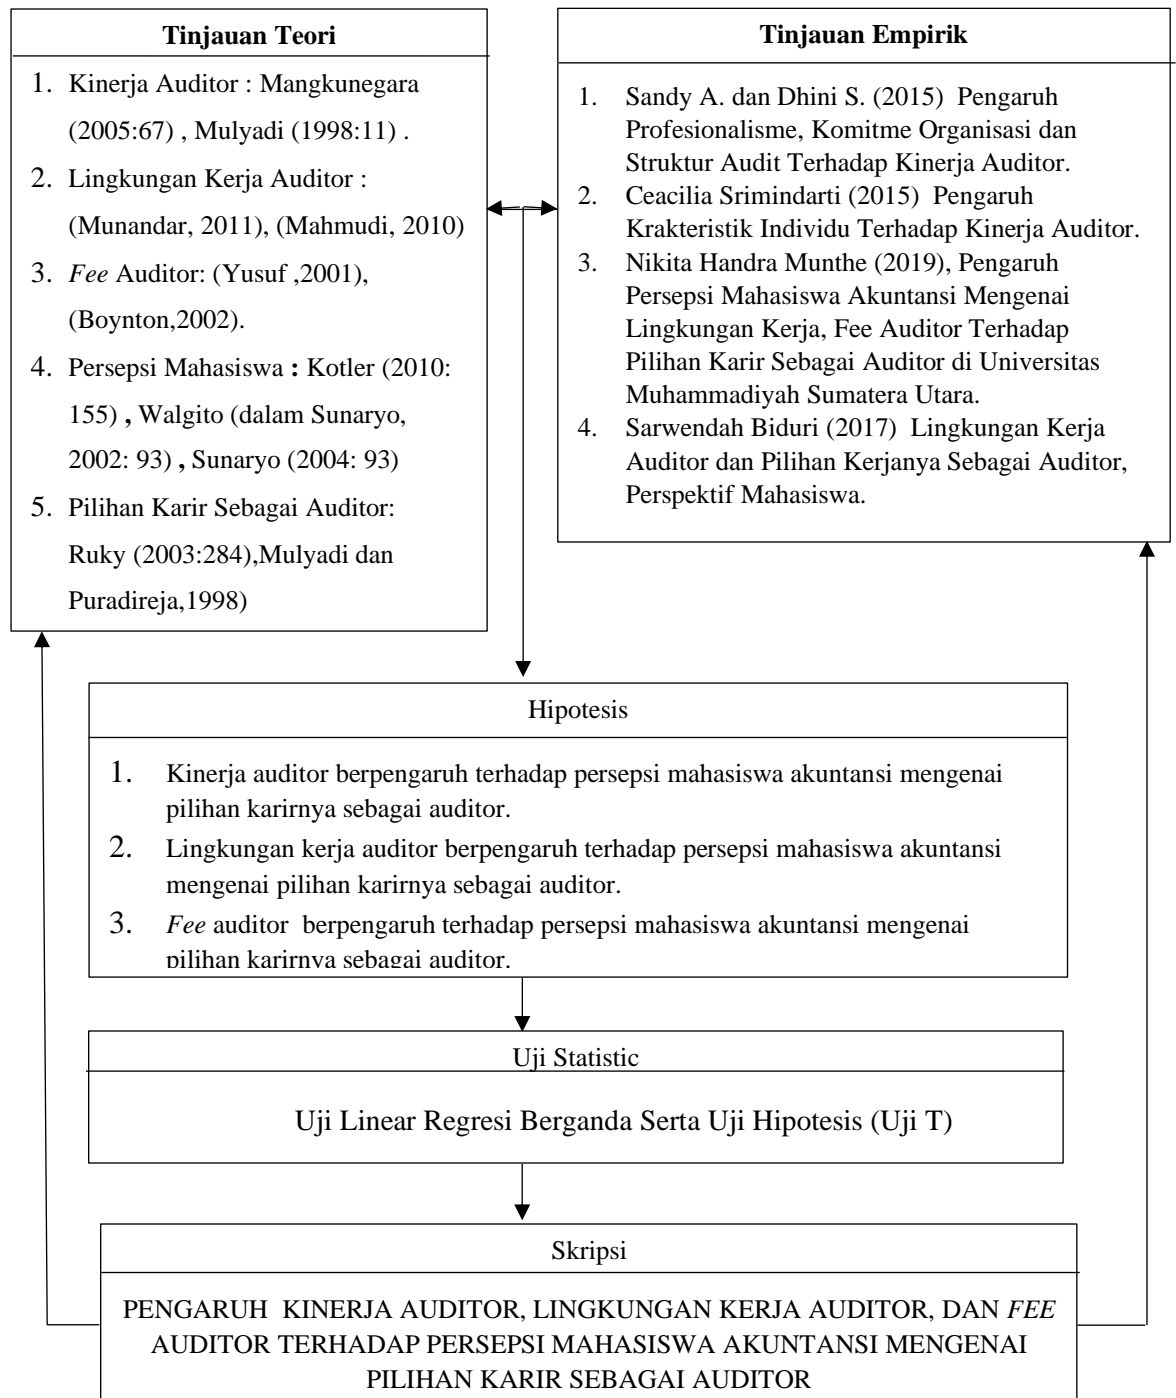 Tinjauan Teori
1. Kinerja Auditor : Mangkunegara
(2005:67) , Mulyadi (1998:11) .
2. Lingkungan Kerja Auditor :
(Munandar, 2011), (Mahmudi, 2010)
3. Fee Auditor: (Yusuf ,2001),
(Boynton,2002).
4. Persepsi Mahasiswa : Kotler (2010:
155) , Walgito (dalam Sunaryo,
2002: 93) , Sunaryo (2004: 93)
5. Pilihan Karir Sebagai Auditor:
Ruky (2003:284),Mulyadi dan
Puradireja,1998)
Tinjauan Empirik
1. Sandy A. dan Dhini S. (2015) Pengaruh
Profesionalisme, Komitme Organisasi dan
Struktur Audit Terhadap Kinerja Auditor.
2. Ceacilia Srimindarti (2015) Pengaruh
Krakteristik Individu Terhadap Kinerja Auditor.
3. Nikita Handra Munthe (2019), Pengaruh
Persepsi Mahasiswa Akuntansi Mengenai
Lingkungan Kerja, Fee Auditor Terhadap
Pilihan Karir Sebagai Auditor di Universitas
Muhammadiyah Sumatera Utara.
4. Sarwendah Biduri (2017) Lingkungan Kerja
Auditor dan Pilihan Kerjanya Sebagai Auditor,
Perspektif Mahasiswa.
Hipotesis
1. Kinerja auditor berpengaruh terhadap persepsi mahasiswa akuntansi mengenai
pilihan karirnya sebagai auditor.
2. Lingkungan kerja auditor berpengaruh terhadap persepsi mahasiswa akuntansi
mengenai pilihan karirnya sebagai auditor.
3. Fee auditor berpengaruh terhadap persepsi mahasiswa akuntansi mengenai
pilihan karirnya sebagai auditor.
Uji Statistic
Uji Linear Regresi Berganda Serta Uji Hipotesis (Uji T)
Skripsi
PENGARUH KINERJA AUDITOR, LINGKUNGAN KERJA AUDITOR, DAN FEE
AUDITOR TERHADAP PERSEPSI MAHASISWA AKUNTANSI MENGENAI
PILIHAN KARIR SEBAGAI AUDITOR